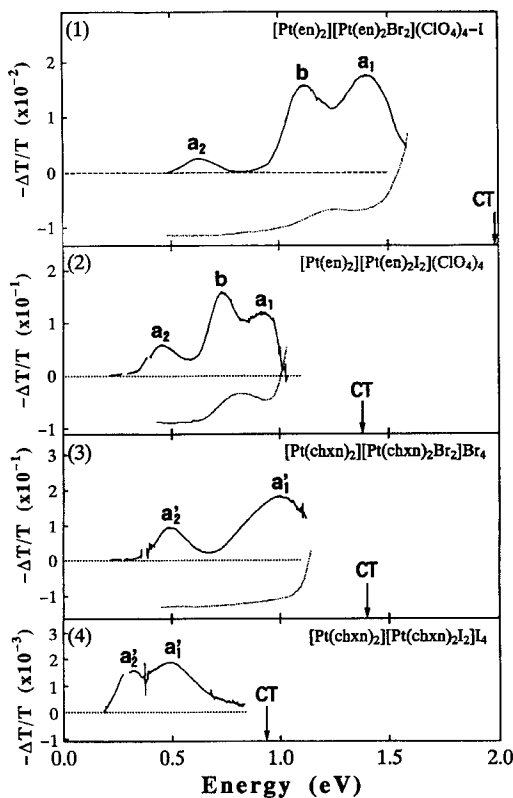 (1) [Pt(en)2][Pt(en)2Br2](ClO4)4-I
-ΔT/T (x10-2)
2
1
0
-1
a2
b
a1
CT
(2) [Pt(en)2][Pt(en)2I2](ClO4)4
-ΔT/T (x10-1)
2
1
0
-1
a2
b
a1
CT
(3) [Pt(chxn)2][Pt(chxn)2Br2]Br4
-ΔT/T (x10-1)
2
1
0
-1
a'2
a'1
CT
(4) [Pt(chxn)2][Pt(chxn)2I2]I4
-ΔT/T (x10-3)
3
2
1
0
-1
a'2
a'1
CT
0.0 0.5 1.0 1.5 2.0
Energy (eV)